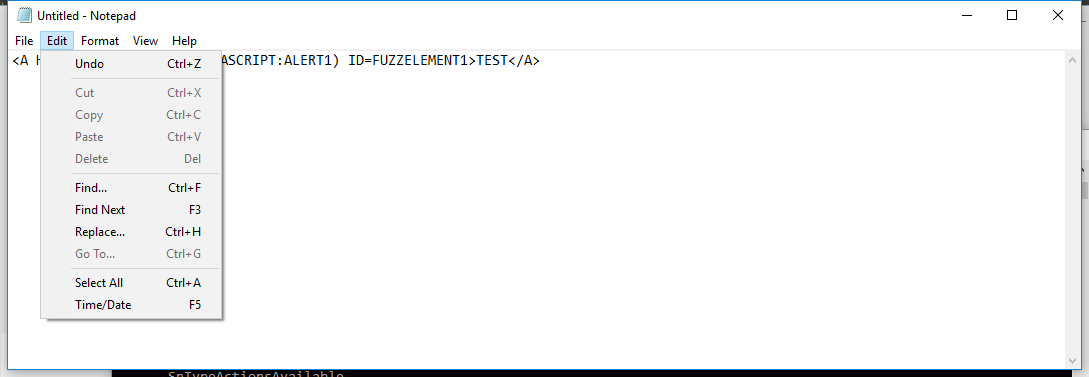 Untitled - Notepad
File Edit Format View Help
<A H ASCRIPT:ALERT1) ID=FUZZELEMENT1>TEST</A>
Undo Ctrl+Z
Cut Ctrl+X
Copy Ctrl+C
Paste Ctrl+V
Delete Del
Find... Ctrl+F
Find Next F3
Replace... Ctrl+H
Go To... Ctrl+G
Select All Ctrl+A
Time/Date F5
SpTypeActionsAvailable